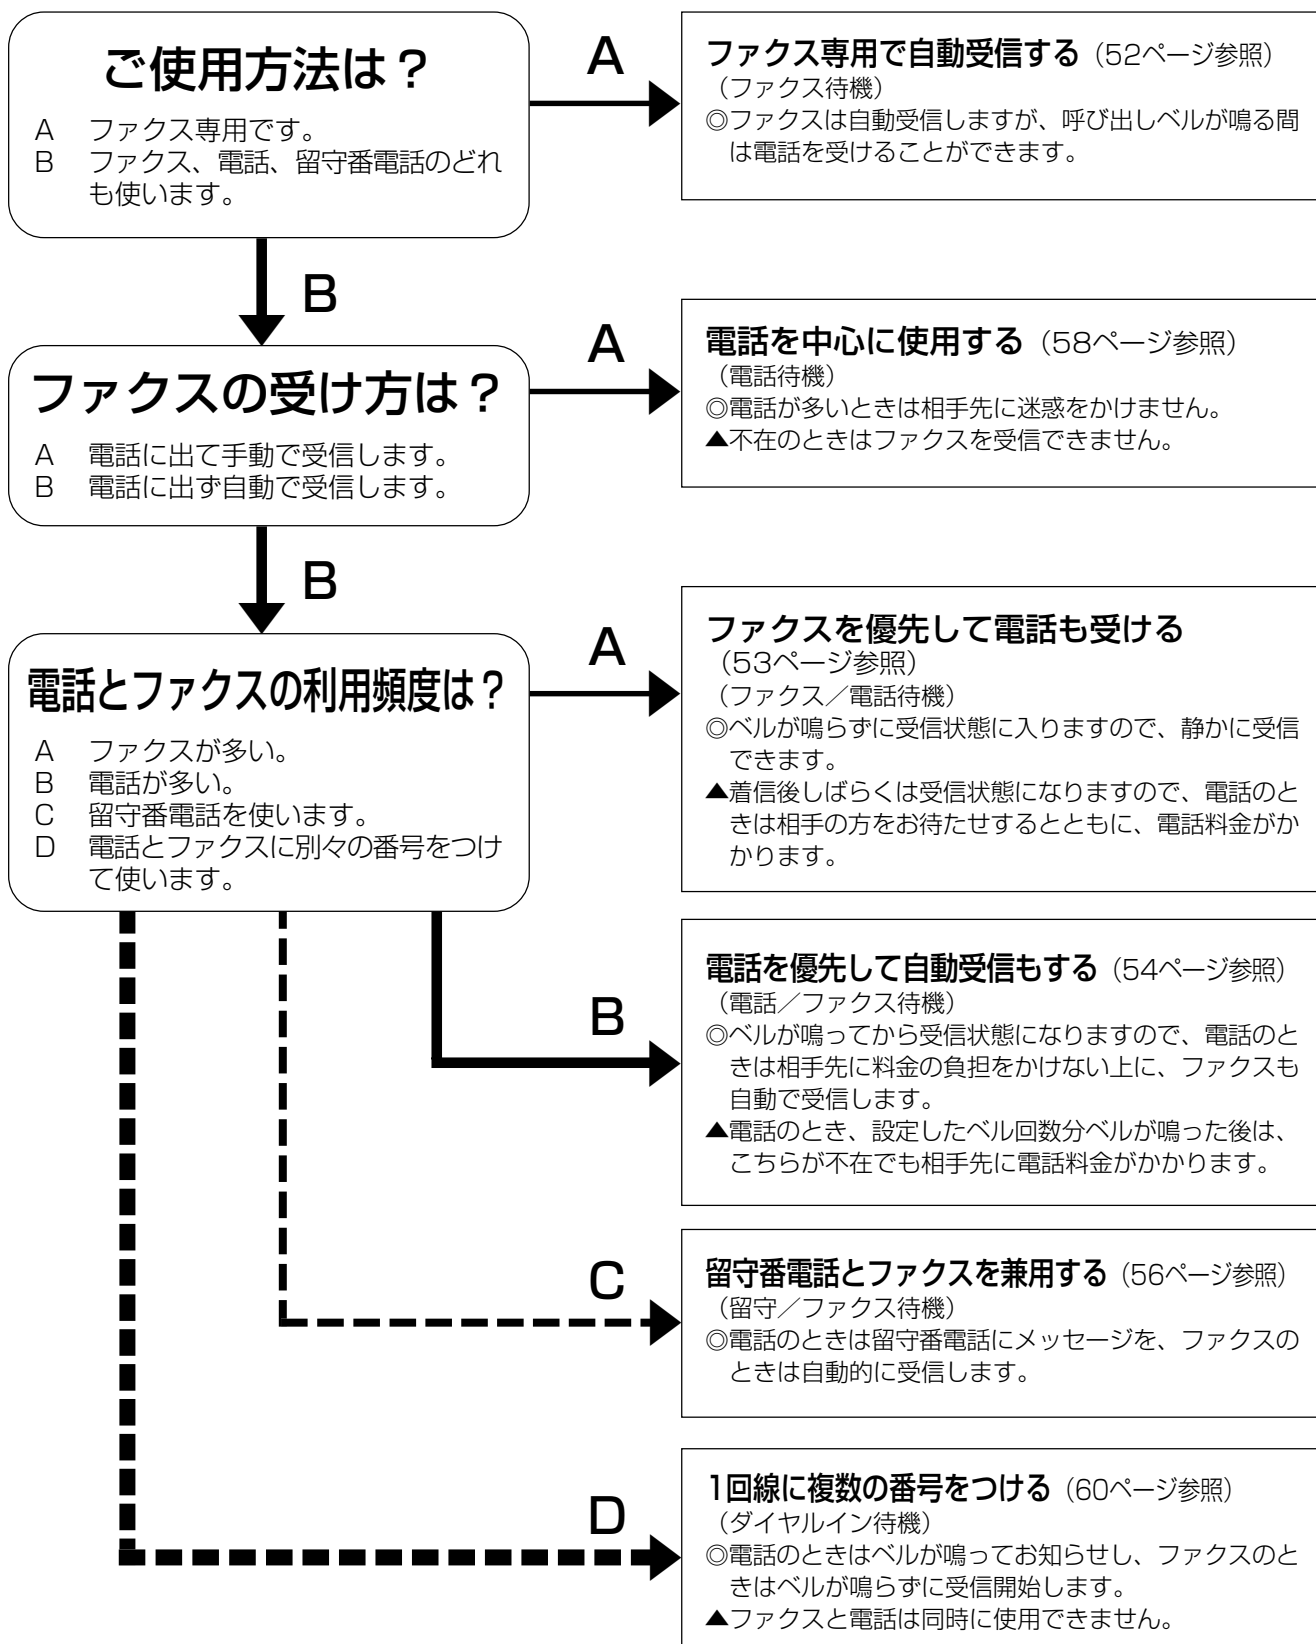 ご使用方法は？
A ファクス専用です。
B ファクス、電話、留守番電話のどれ
も使います。
A
ファクス専用で自動受信する（52ページ参照）
（ファクス待機）
◎ファクスは自動受信しますが、呼び出しベルが鳴る間
は電話を受けることができます。
B
ファクスの受け方は？
A 電話に出て手動で受信します。
B 電話に出ず自動で受信します。
A
電話を中心に使用する（58ページ参照）
（電話待機）
◎電話が多いときは相手先に迷惑をかけません。
▲不在のときはファクスを受信できません。
B
電話とファクスの利用頻度は？
A ファクスが多い。
B 電話が多い。
C 留守番電話を使います。
D 電話とファクスに別々の番号をつけ
て使います。
A
ファクスを優先して電話も受ける
（53ページ参照）
（ファクス／電話待機）
◎ベルが鳴らずに受信状態に入りますので、静かに受信
できます。
▲着信後しばらくは受信状態になりますので、電話のと
きは相手の方をお待たせするとともに、電話料金がか
かります。
B
電話を優先して自動受信もする（54ページ参照）
（電話／ファクス待機）
◎ベルが鳴ってから受信状態になりますので、電話のと
きは相手先に料金の負担をかけない上に、ファクスも
自動で受信します。
▲電話のとき、設定したベル回数分ベルが鳴った後は、
こちらが不在でも相手先に電話料金がかかります。
C
留守番電話とファクスを兼用する（56ページ参照）
（留守／ファクス待機）
◎電話のときは留守番電話にメッセージを、ファクスの
ときは自動的に受信します。
D
1回線に複数の番号をつける（60ページ参照）
（ダイヤルイン待機）
◎電話のときはベルが鳴ってお知らせし、ファクスのと
きはベルが鳴らずに受信開始します。
▲ファクスと電話は同時に使用できません。